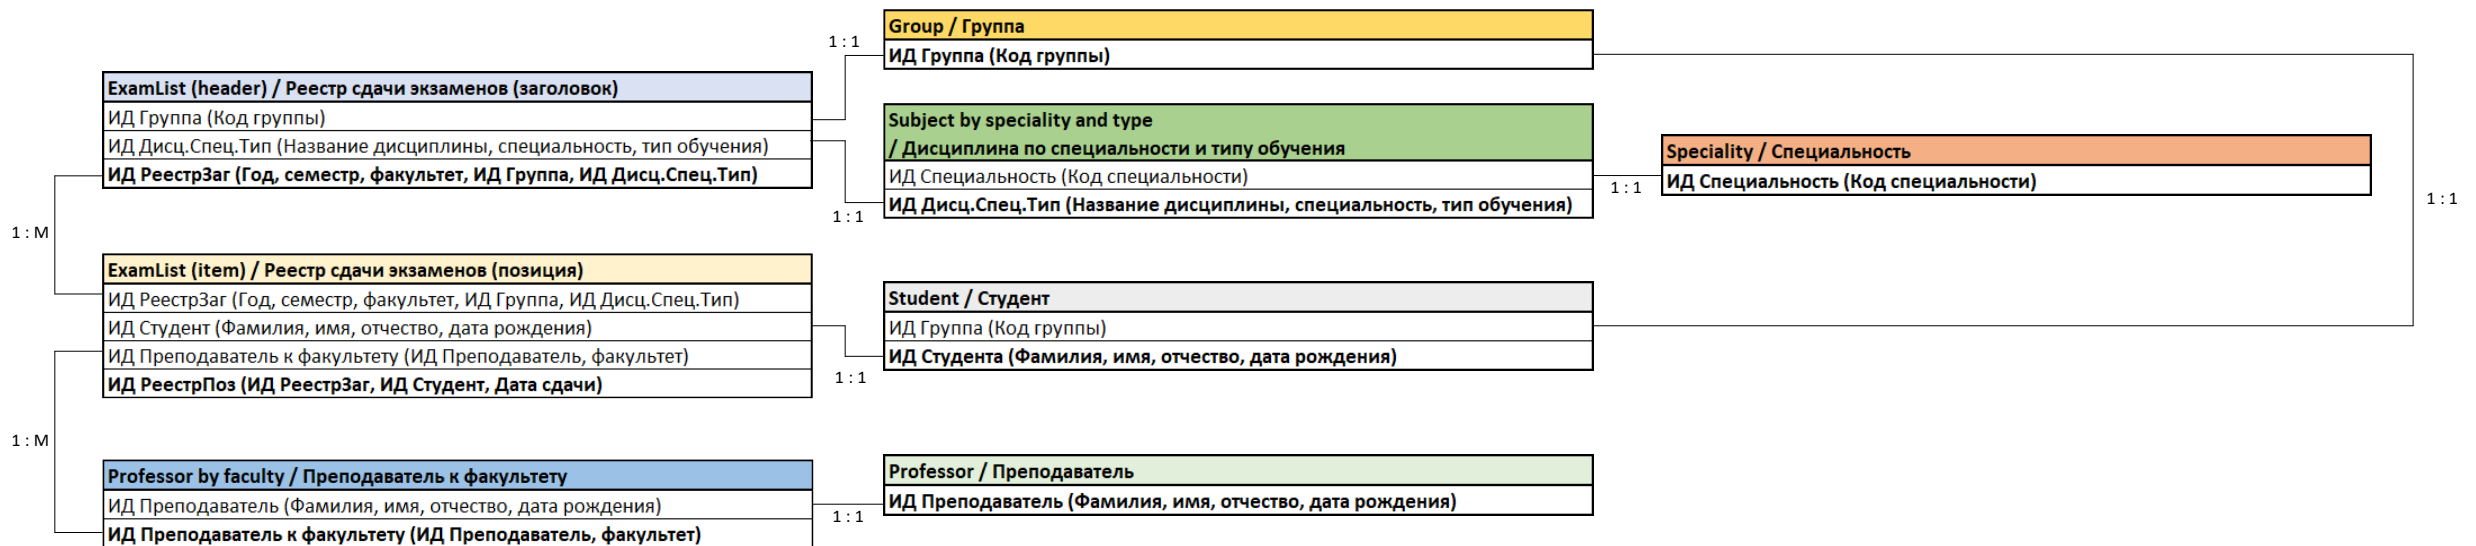 Group / Группа
ИД Группа (Код группы)
1 : 1
ExamList (header) / Реестр сдачи экзаменов (заголовок)
ИД Группа (Код группы)
ИД Дисц.Спец.Тип (Название дисциплины, специальность, тип обучения)
ИД РеестрЗаг (Год, семестр, факультет, ИД Группа, ИД Дисц.Спец.Тип)
Subject by speciality and type
/ Дисциплина по специальности и типу обучения
ИД Специальность (Код специальности)
ИД Дисц.Спец.Тип (Название дисциплины, специальность, тип обучения)
1 : 1
Speciality / Специальность
ИД Специальность (Код специальности)
1 : 1
1 : 1
1 : M
ExamList (item) / Реестр сдачи экзаменов (позиция)
ИД РеестрЗаг (Год, семестр, факультет, ИД Группа, ИД Дисц.Спец.Тип)
ИД Студент (Фамилия, имя, отчество, дата рождения)
ИД Преподаватель к факультету (ИД Преподаватель, факультет)
ИД РеестрПоз (ИД РеестрЗаг, ИД Студент, Дата сдачи)
Student / Студент
ИД Группа (Код группы)
ИД Студента (Фамилия, имя, отчество, дата рождения)
1 : 1
1 : M
Professor by faculty / Преподаватель к факультету
ИД Преподаватель (Фамилия, имя, отчество, дата рождения)
ИД Преподаватель к факультету (ИД Преподаватель, факультет)
1 : 1
Professor / Преподаватель
ИД Преподаватель (Фамилия, имя, отчество, дата рождения)